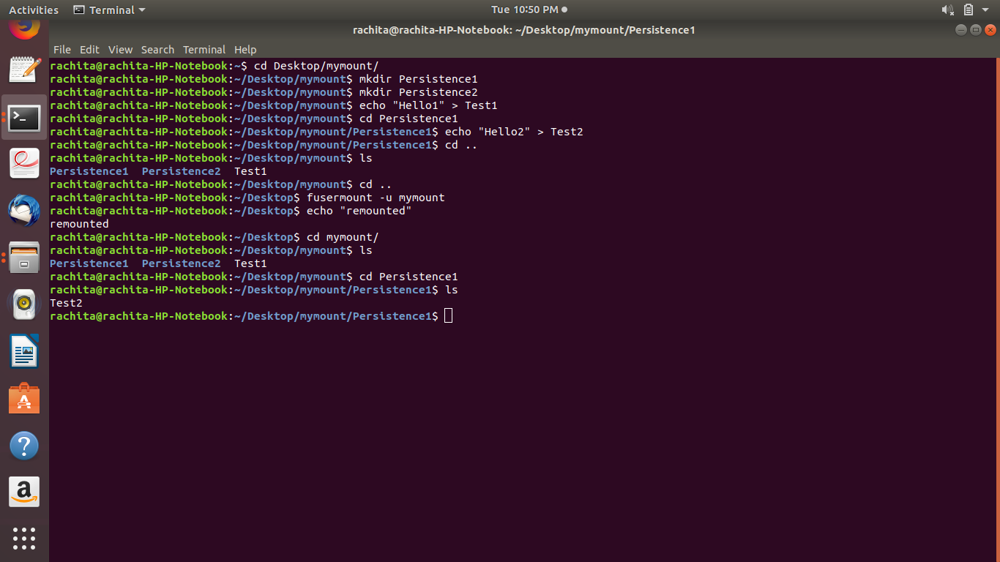 Activities Terminal Tue 10:50 PM
rachita@rachita-HP-Notebook: ~/Desktop/mymount/Persistence1
File Edit View Search Terminal Help
rachita@rachita-HP-Notebook:~$ cd Desktop/mymount/
rachita@rachita-HP-Notebook:~/Desktop/mymount$ mkdir Persistence1
rachita@rachita-HP-Notebook:~/Desktop/mymount$ mkdir Persistence2
rachita@rachita-HP-Notebook:~/Desktop/mymount$ echo "Hello1" > Test1
rachita@rachita-HP-Notebook:~/Desktop/mymount$ cd Persistence1
rachita@rachita-HP-Notebook:~/Desktop/mymount/Persistence1$ echo "Hello2" > Test2
rachita@rachita-HP-Notebook:~/Desktop/mymount/Persistence1$ cd ..
rachita@rachita-HP-Notebook:~/Desktop/mymount$ ls
Persistence1  Persistence2  Test1
rachita@rachita-HP-Notebook:~/Desktop/mymount$ cd ..
rachita@rachita-HP-Notebook:~/Desktop$ fusermount -u mymount
rachita@rachita-HP-Notebook:~/Desktop$ echo "remounted"
remounted
rachita@rachita-HP-Notebook:~/Desktop$ cd mymount/
rachita@rachita-HP-Notebook:~/Desktop/mymount$ ls
Persistence1  Persistence2  Test1
rachita@rachita-HP-Notebook:~/Desktop/mymount$ cd Persistence1
rachita@rachita-HP-Notebook:~/Desktop/mymount/Persistence1$ ls
Test2
rachita@rachita-HP-Notebook:~/Desktop/mymount/Persistence1$